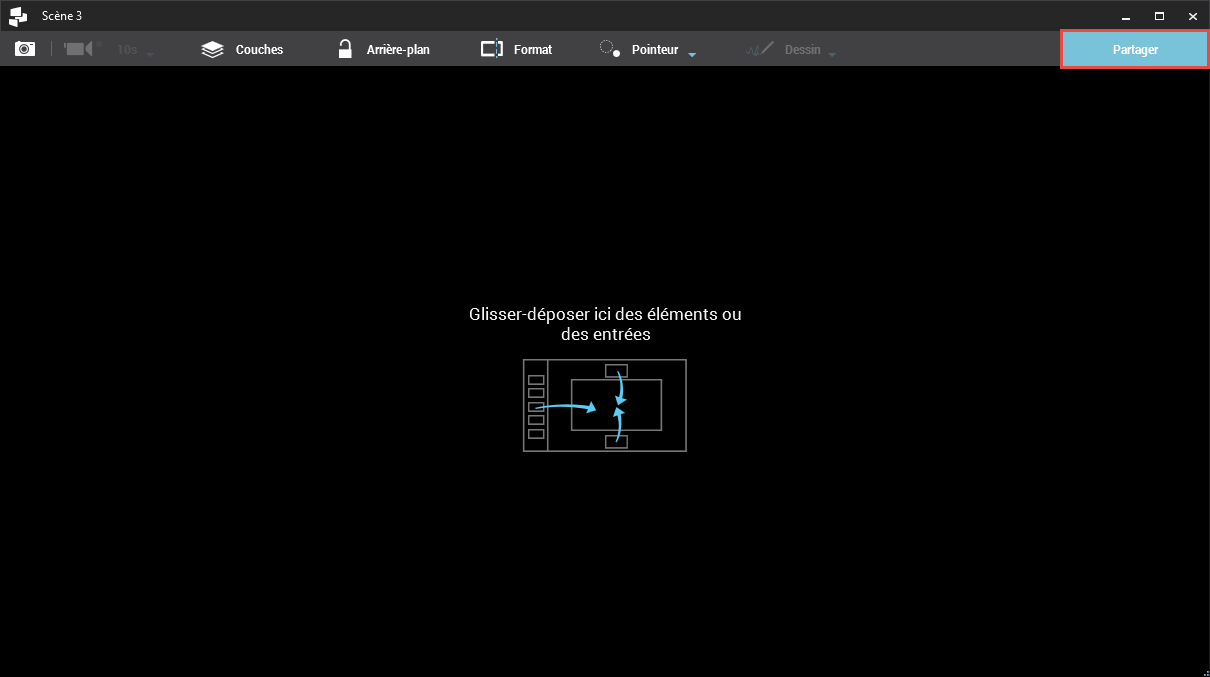 Scène 3
10s
Couches
Arrière-plan
Format
Pointeur
Dessin
Partager
Glisser-déposer ici des éléments ou
des entrées